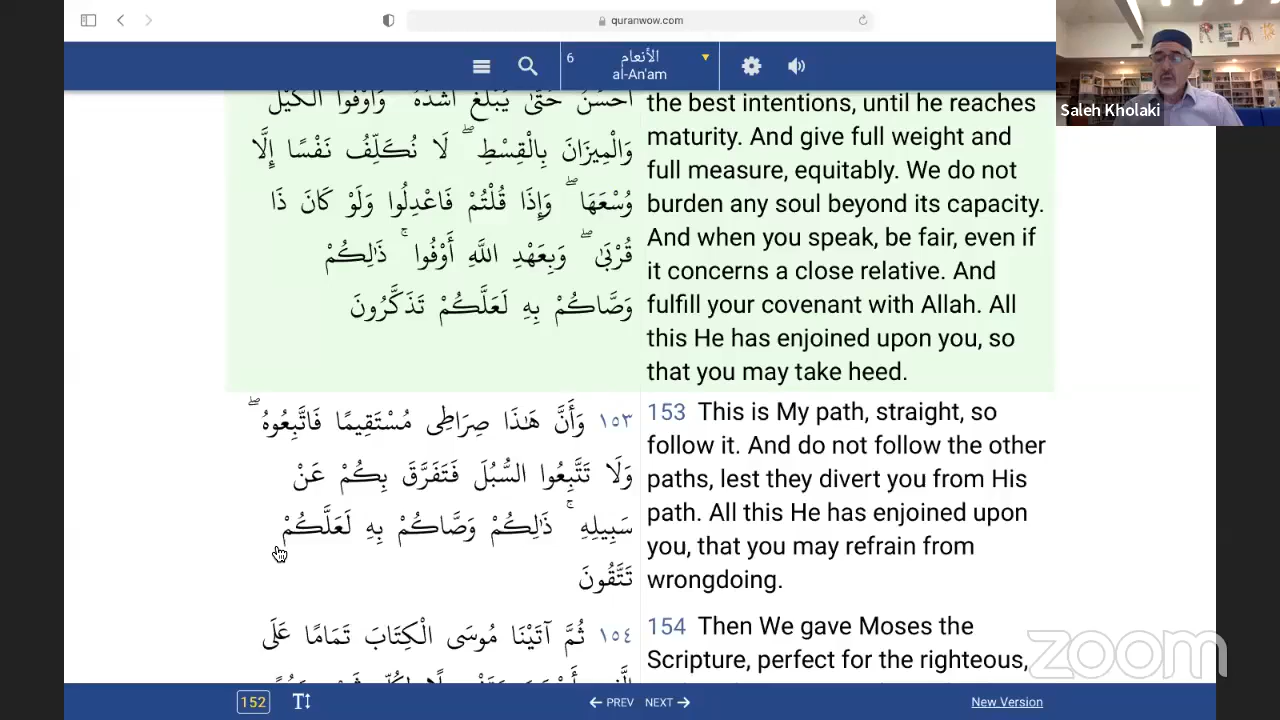 quranwow.com
6
الأنعام
al-An'am
REA
Saleh Kholaki
أَحْسَنُ حَتَّىٰ يَبْلُغَ أَشُدَّهُ ۖ وَأَوْفُوا الْكَيْلَ
وَالْمِيزَانَ بِالْقِسْطِ ۖ لَا نُكَلِّفُ نَفْسًا إِلَّا
وُسْعَهَا ۖ وَإِذَا قُلْتُمْ فَاعْدِلُوا وَلَوْ كَانَ ذَا
قُرْبَىٰ ۖ وَبِعَهْدِ اللَّهِ أَوْفُوا ۚ ذَٰلِكُمْ
وَصَّاكُمْ بِهِ لَعَلَّكُمْ تَذَكَّرُونَ
the best intentions, until he reaches
maturity. And give full weight and
full measure, equitably. We do not
burden any soul beyond its capacity.
And when you speak, be fair, even if
it concerns a close relative. And
fulfill your covenant with Allah. All
this He has enjoined upon you, so
that you may take heed.
١٥٣ وَأَنَّ هَٰذَا صِرَاطِي مُسْتَقِيمًا فَاتَّبِعُوهُ ۖ
وَلَا تَتَّبِعُوا السُّبُلَ فَتَفَرَّقَ بِكُمْ عَنْ
سَبِيلِهِ ۚ ذَٰلِكُمْ وَصَّاكُمْ بِهِ لَعَلَّكُمْ
تَتَّقُونَ
153 This is My path, straight, so
follow it. And do not follow the other
paths, lest they divert you from His
path. All this He has enjoined upon
you, that you may refrain from
wrongdoing.
١٥٤ ثُمَّ آتَيْنَا مُوسَى الْكِتَابَ تَمَامًا عَلَى
154 Then We gave Moses the
Scripture, perfect for the righteous,
zoom
152
PREV NEXT
New Version